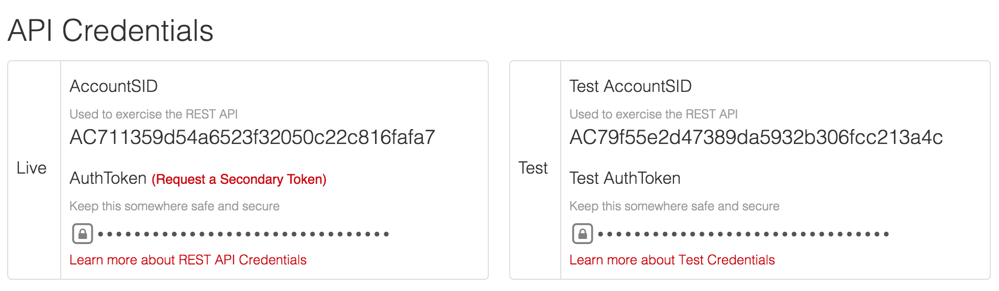 API Credentials
Live
AccountSID
Used to exercise the REST API
AC711359d54a6523f32050c22c816fafa7
AuthToken (Request a Secondary Token)
Keep this somewhere safe and secure
••••••••••••••••••••••••••••••••
Learn more about REST API Credentials
Test
Test AccountSID
Used to exercise the REST API
AC79f55e2d47389da5932b306fcc213a4c
Test AuthToken
Keep this somewhere safe and secure
••••••••••••••••••••••••••••••••
Learn more about Test Credentials